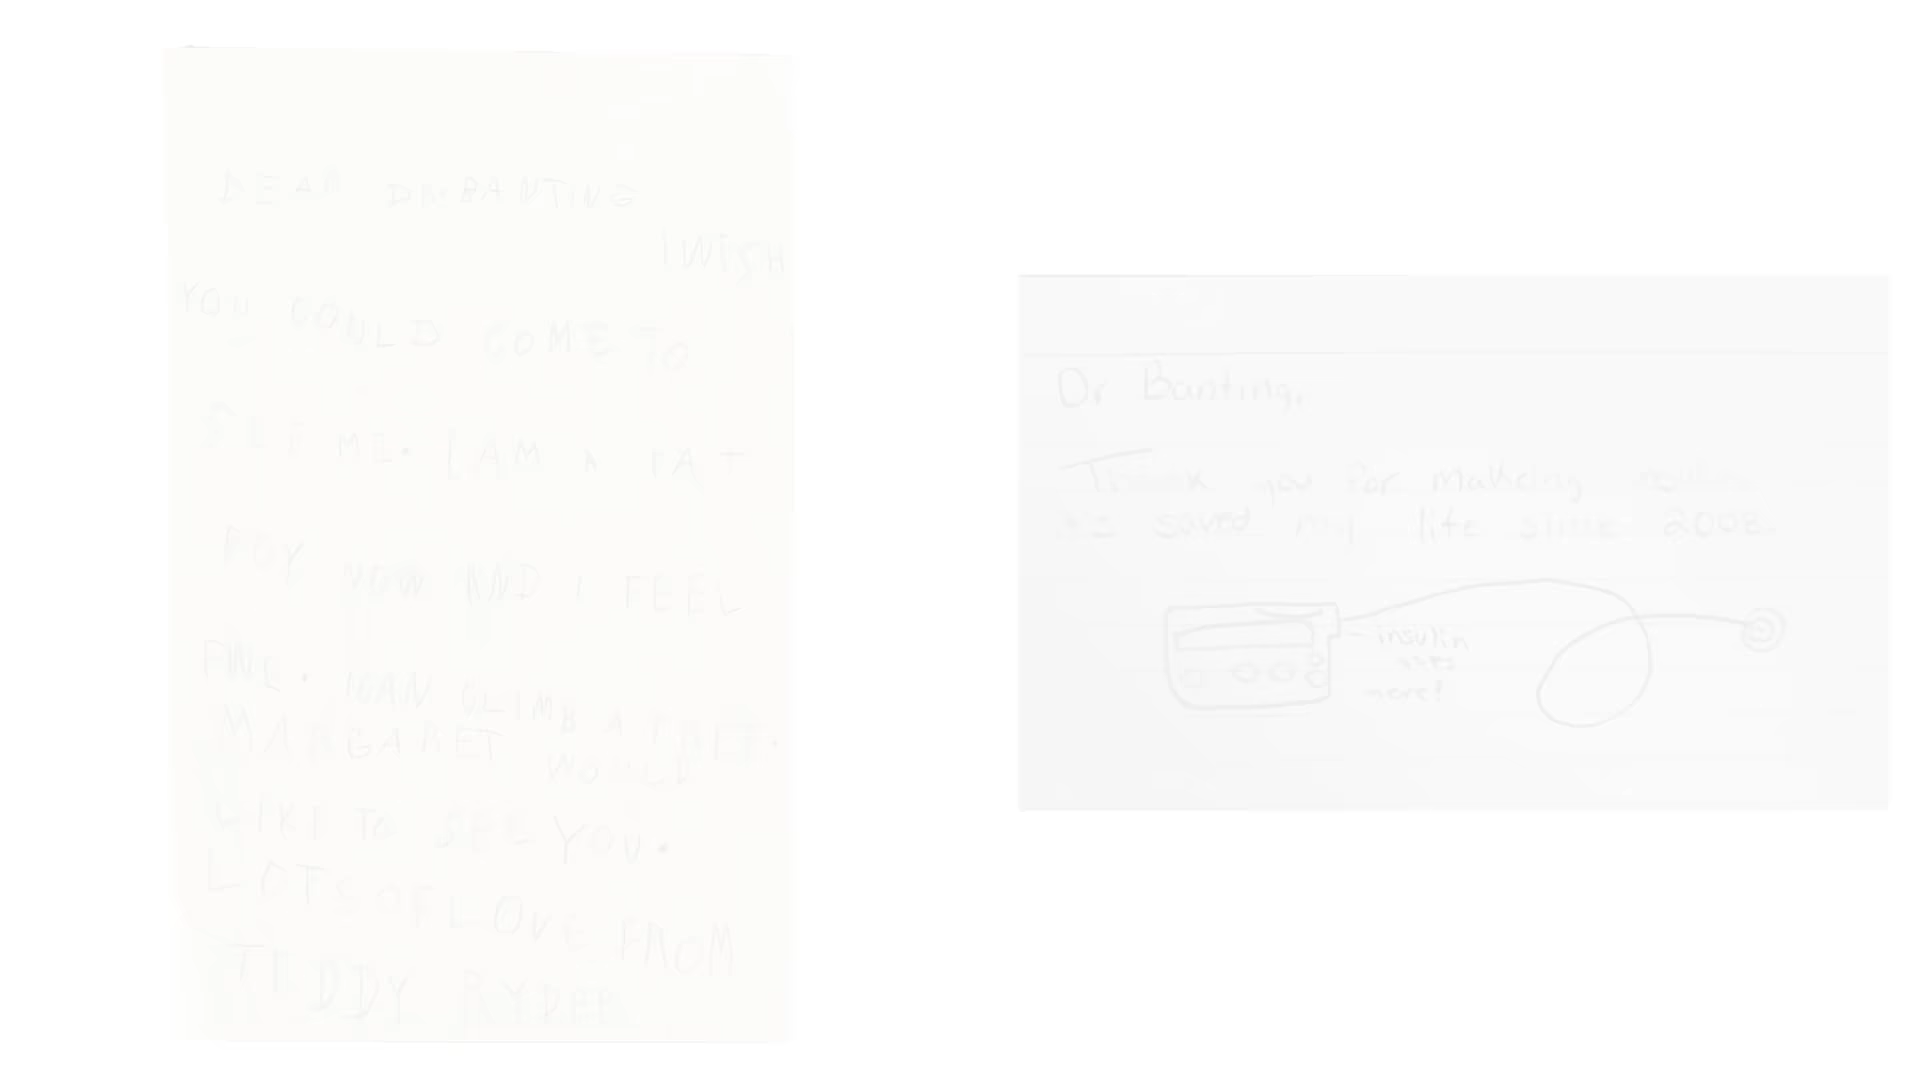 DEAR DR. BANTING
I WISH
YOU COULD COME TO
SEE ME. I AM A FAT
BOY NOW AND I FEEL
FINE. I CAN CLIMB A TREE.
MARGARET WOULD
LIKE TO SEE YOU.
LOTS OF LOVE FROM
TEDDY RYDER
Dr Banting,
Thank you for makeing
saved my life since 2008.
- insulin
more!